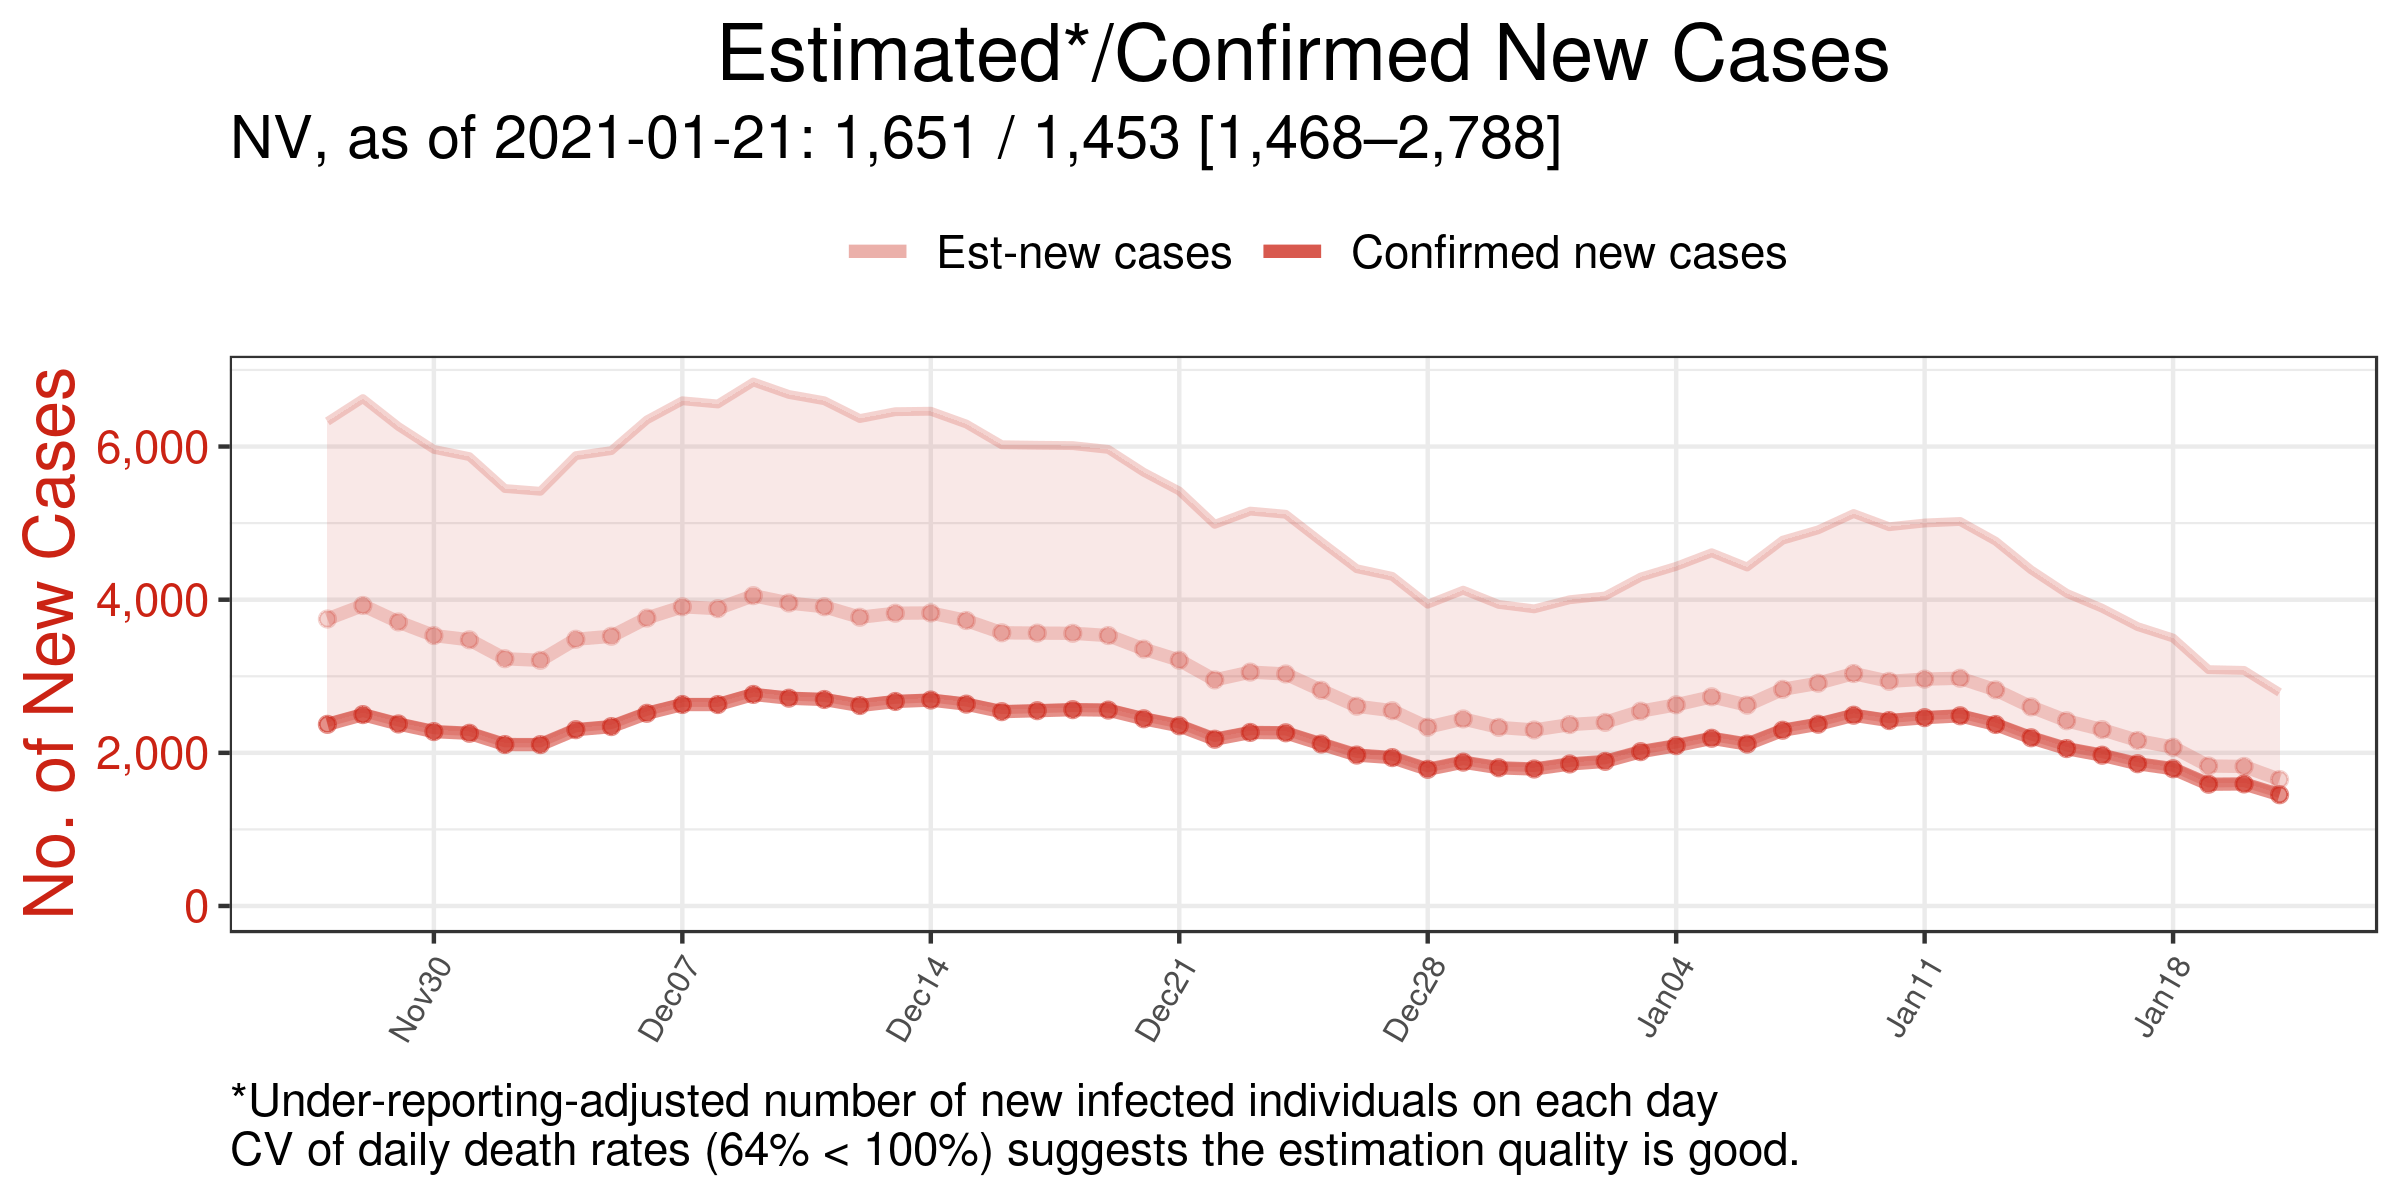 Estimated*/Confirmed New Cases
NV, as of 2021-01-21: 1,651 / 1,453 [1,468–2,788]
Est-new cases
Confirmed new cases
No. of New Cases
6,000
4,000
2,000
0
Nov30
Dec07
Dec14
Dec21
Dec28
Jan04
Jan11
Jan18
*Under-reporting-adjusted number of new infected individuals on each day
CV of daily death rates (64% < 100%) suggests the estimation quality is good.